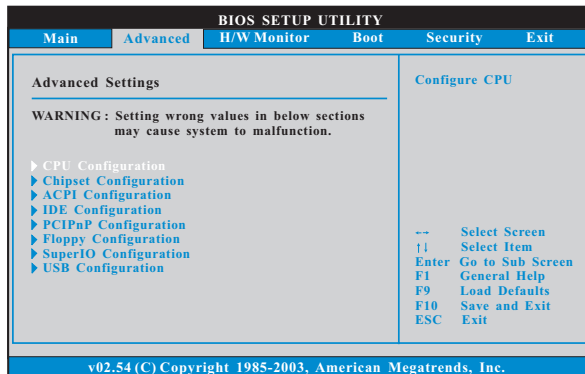 BIOS SETUP UTILITY
Main Advanced H/W Monitor Boot Security Exit
Advanced Settings
WARNING : Setting wrong values in below sections
may cause system to malfunction.
CPU Configuration
Chipset Configuration
ACPI Configuration
IDE Configuration
PCIPnP Configuration
Floppy Configuration
SuperIO Configuration
USB Configuration
Configure CPU
←→ Select Screen
↑↓ Select Item
Enter Go to Sub Screen
F1 General Help
F9 Load Defaults
F10 Save and Exit
ESC Exit
v02.54 (C) Copyright 1985-2003, American Megatrends, Inc.